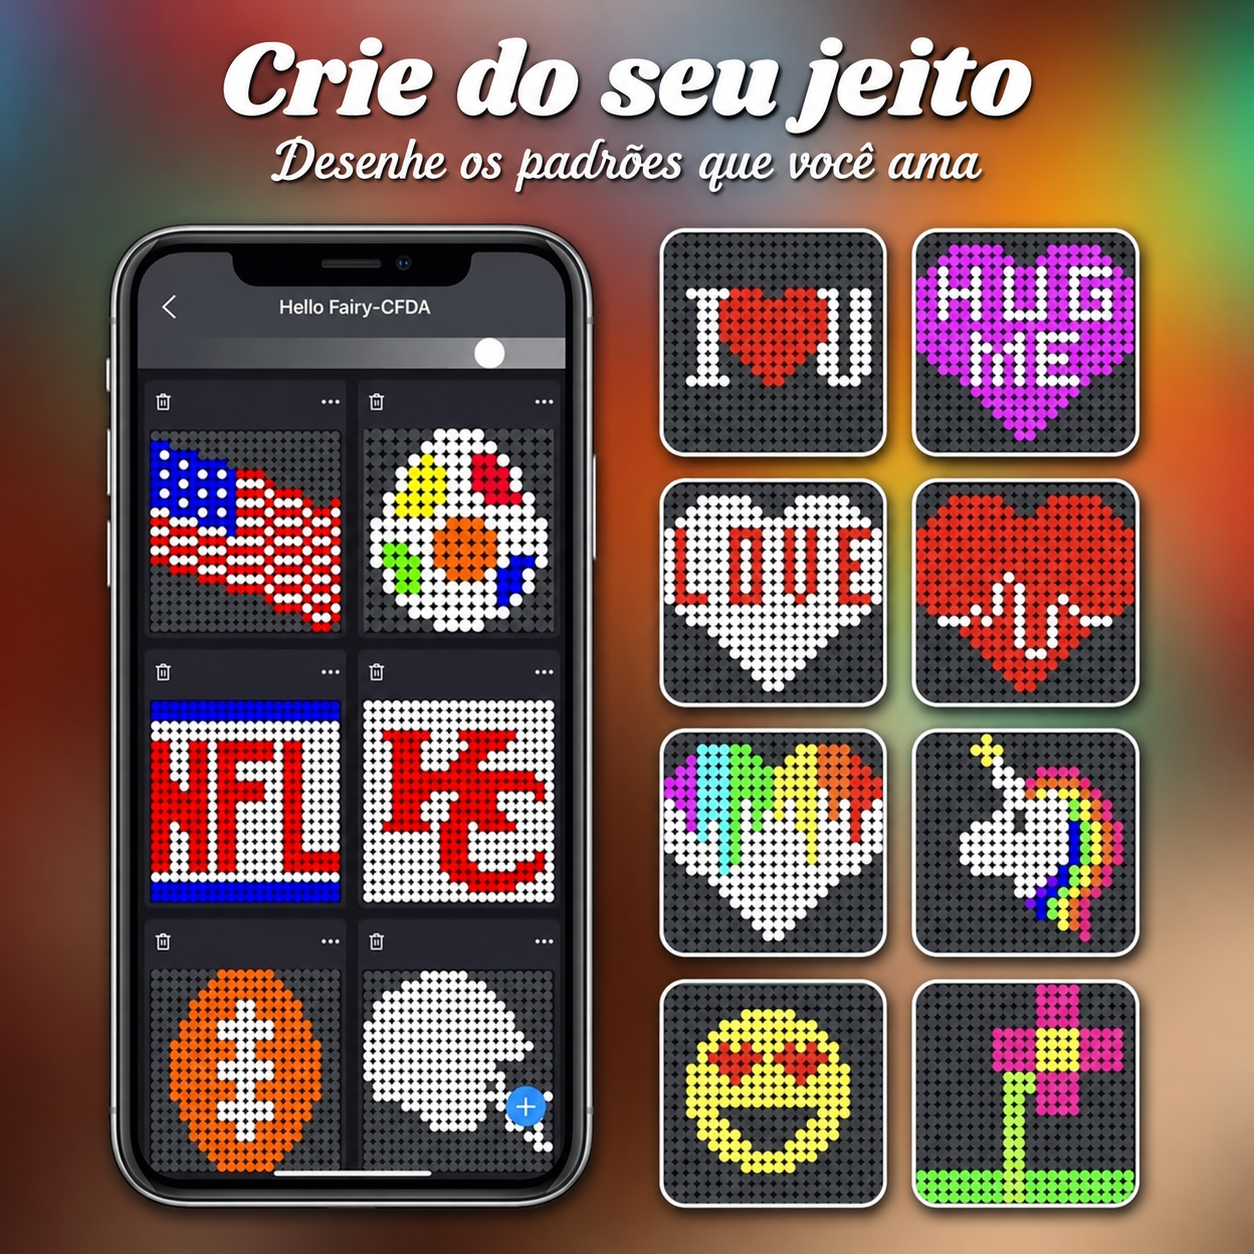 Crie do seu jeito
Desenhe os padrões que você ama
Hello Fairy-CFDA
NFL
KC
I U
HUG
ME
LOVE